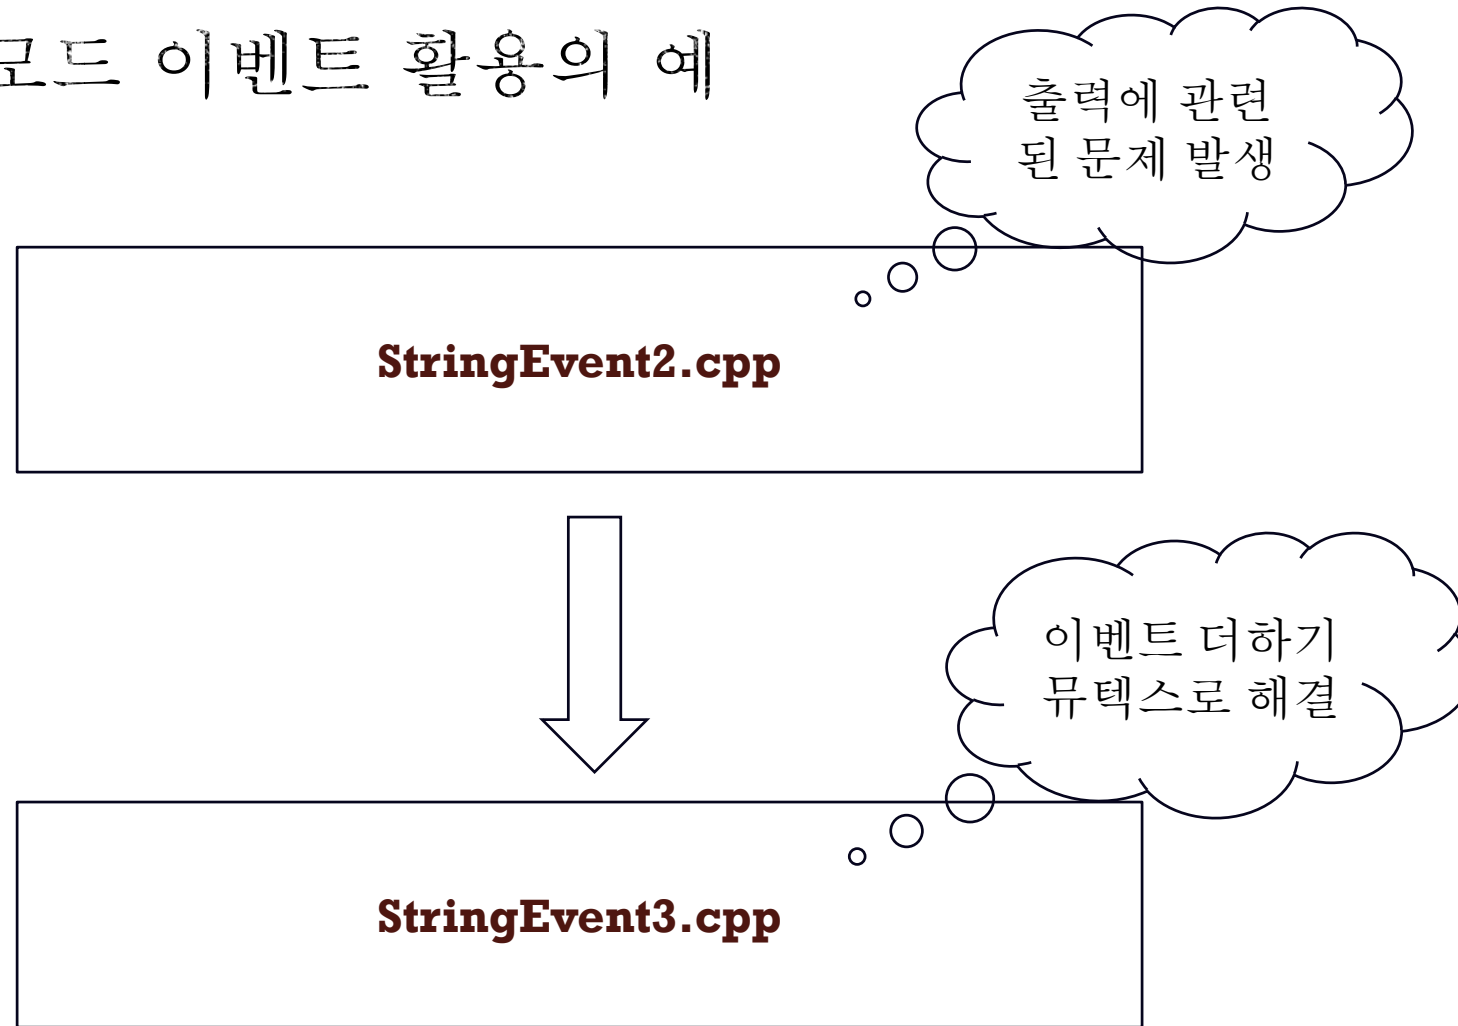 모드 이벤트 활용의 예
출력에 관련
된 문제 발생
StringEvent2.cpp
이벤트 더하기
뮤텍스로 해결
StringEvent3.cpp